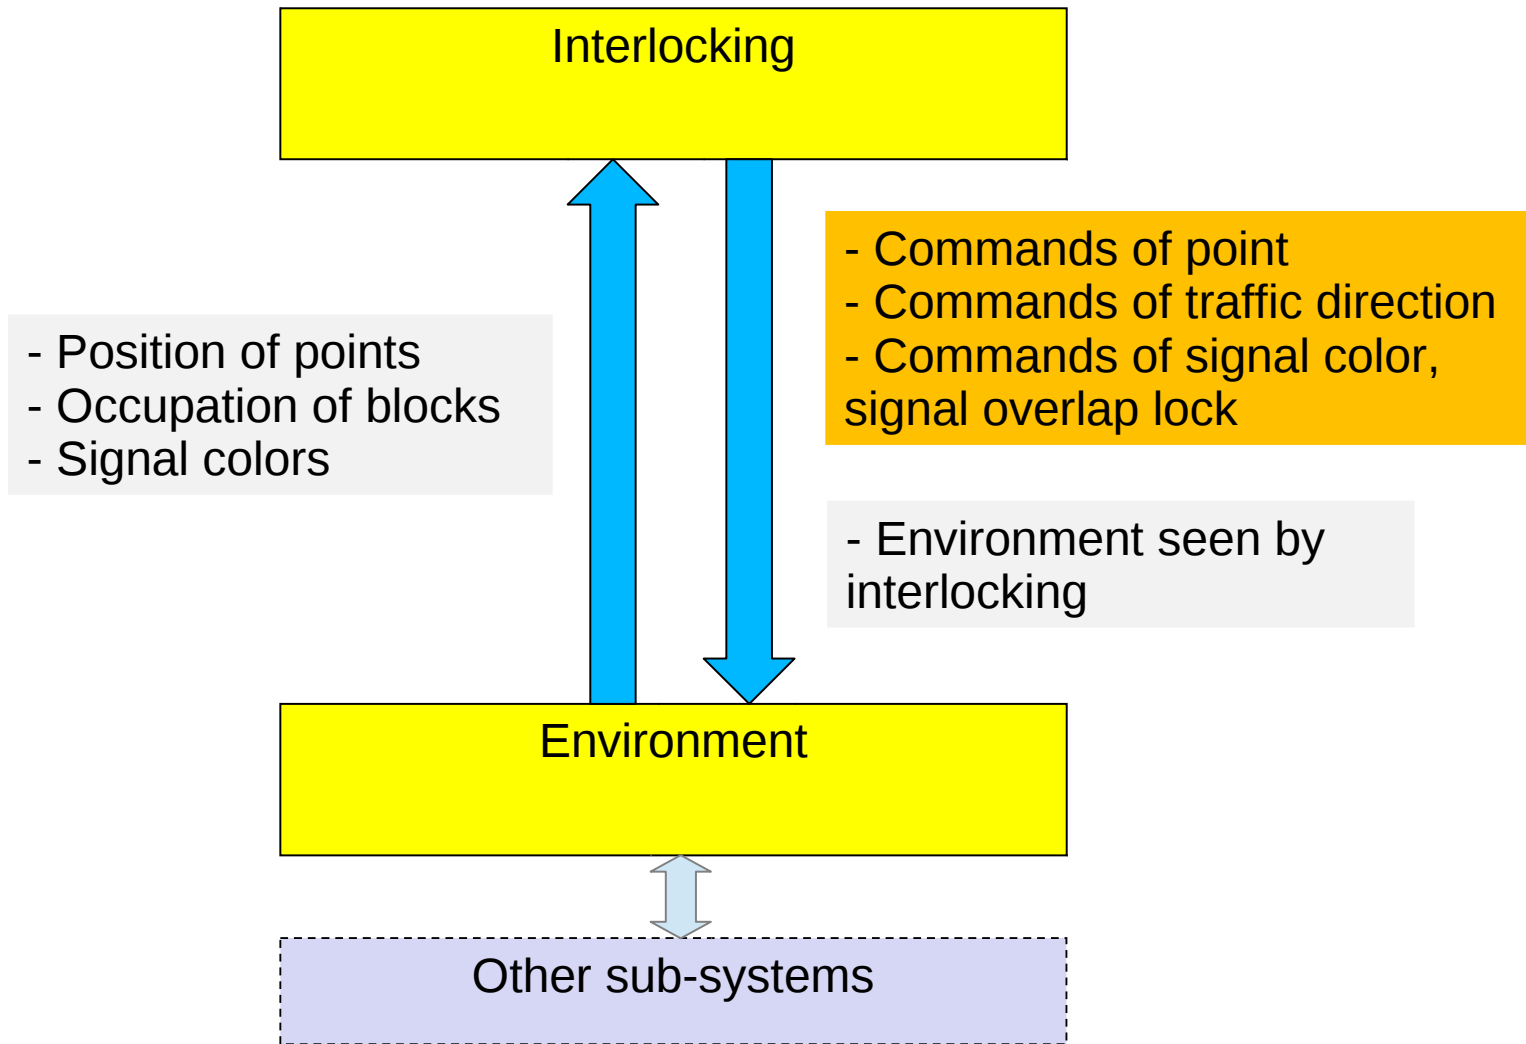 Interlocking
- Commands of point
- Commands of traffic direction
- Commands of signal color,
signal overlap lock
- Position of points
- Occupation of blocks
- Signal colors
- Environment seen by
interlocking
Environment
Other sub-systems